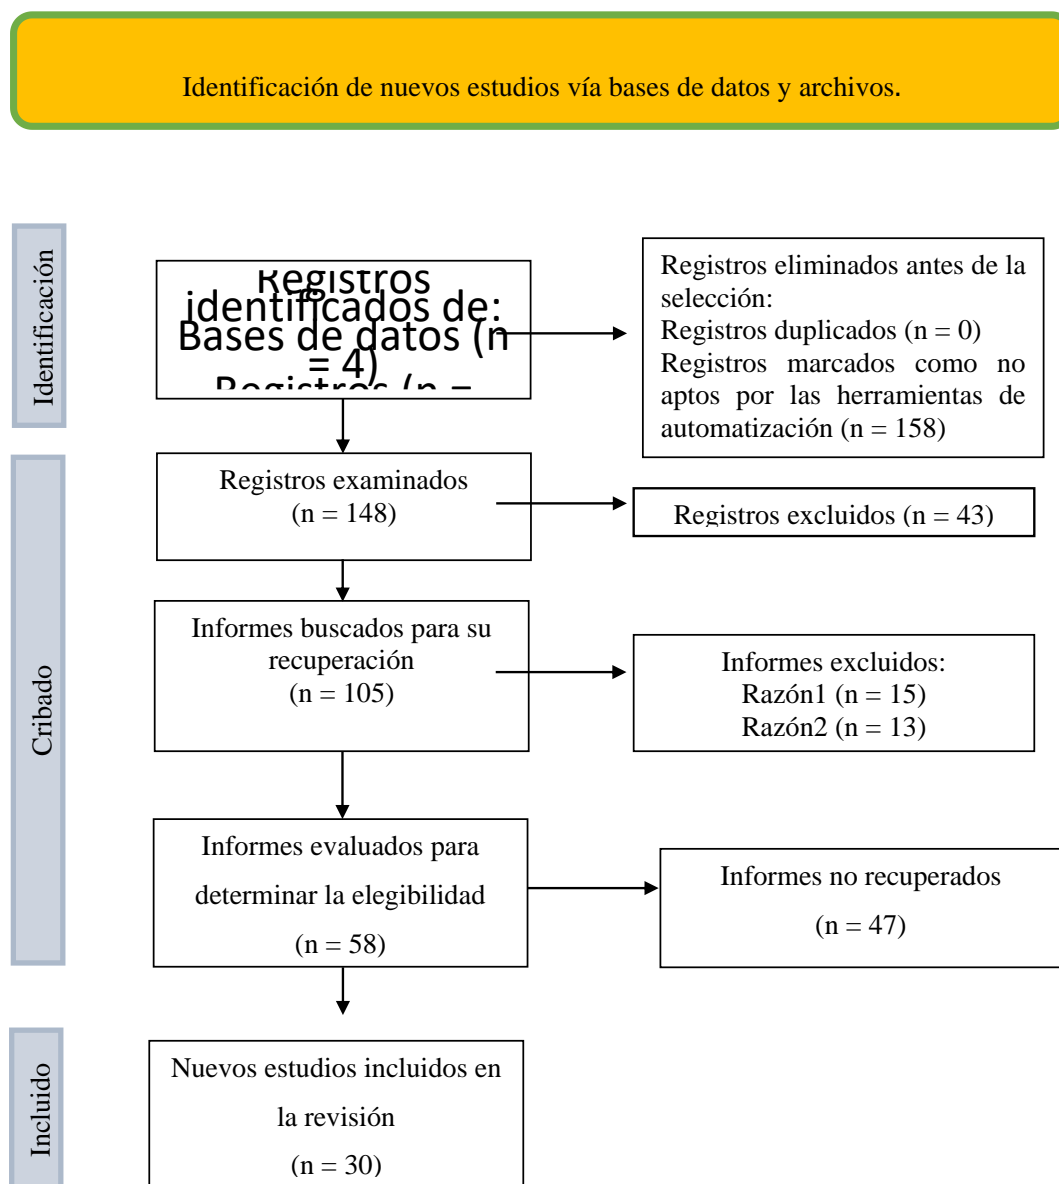 Identificación de nuevos estudios vía bases de datos y archivos.
Identificación
Registros
identificados de:
Bases de datos (n
= 4)
Registros (n =
Registros eliminados antes de la
selección:
Registros duplicados (n = 0)
Registros marcados como no
aptos por las herramientas de
automatización (n = 158)
Cribado
Registros examinados
(n = 148)
Registros excluidos (n = 43)
Informes buscados para su
recuperación
(n = 105)
Informes excluidos:
Razón1 (n = 15)
Razón2 (n = 13)
Informes evaluados para
determinar la elegibilidad
(n = 58)
Informes no recuperados
(n = 47)
Incluido
Nuevos estudios incluidos en
la revisión
(n = 30)